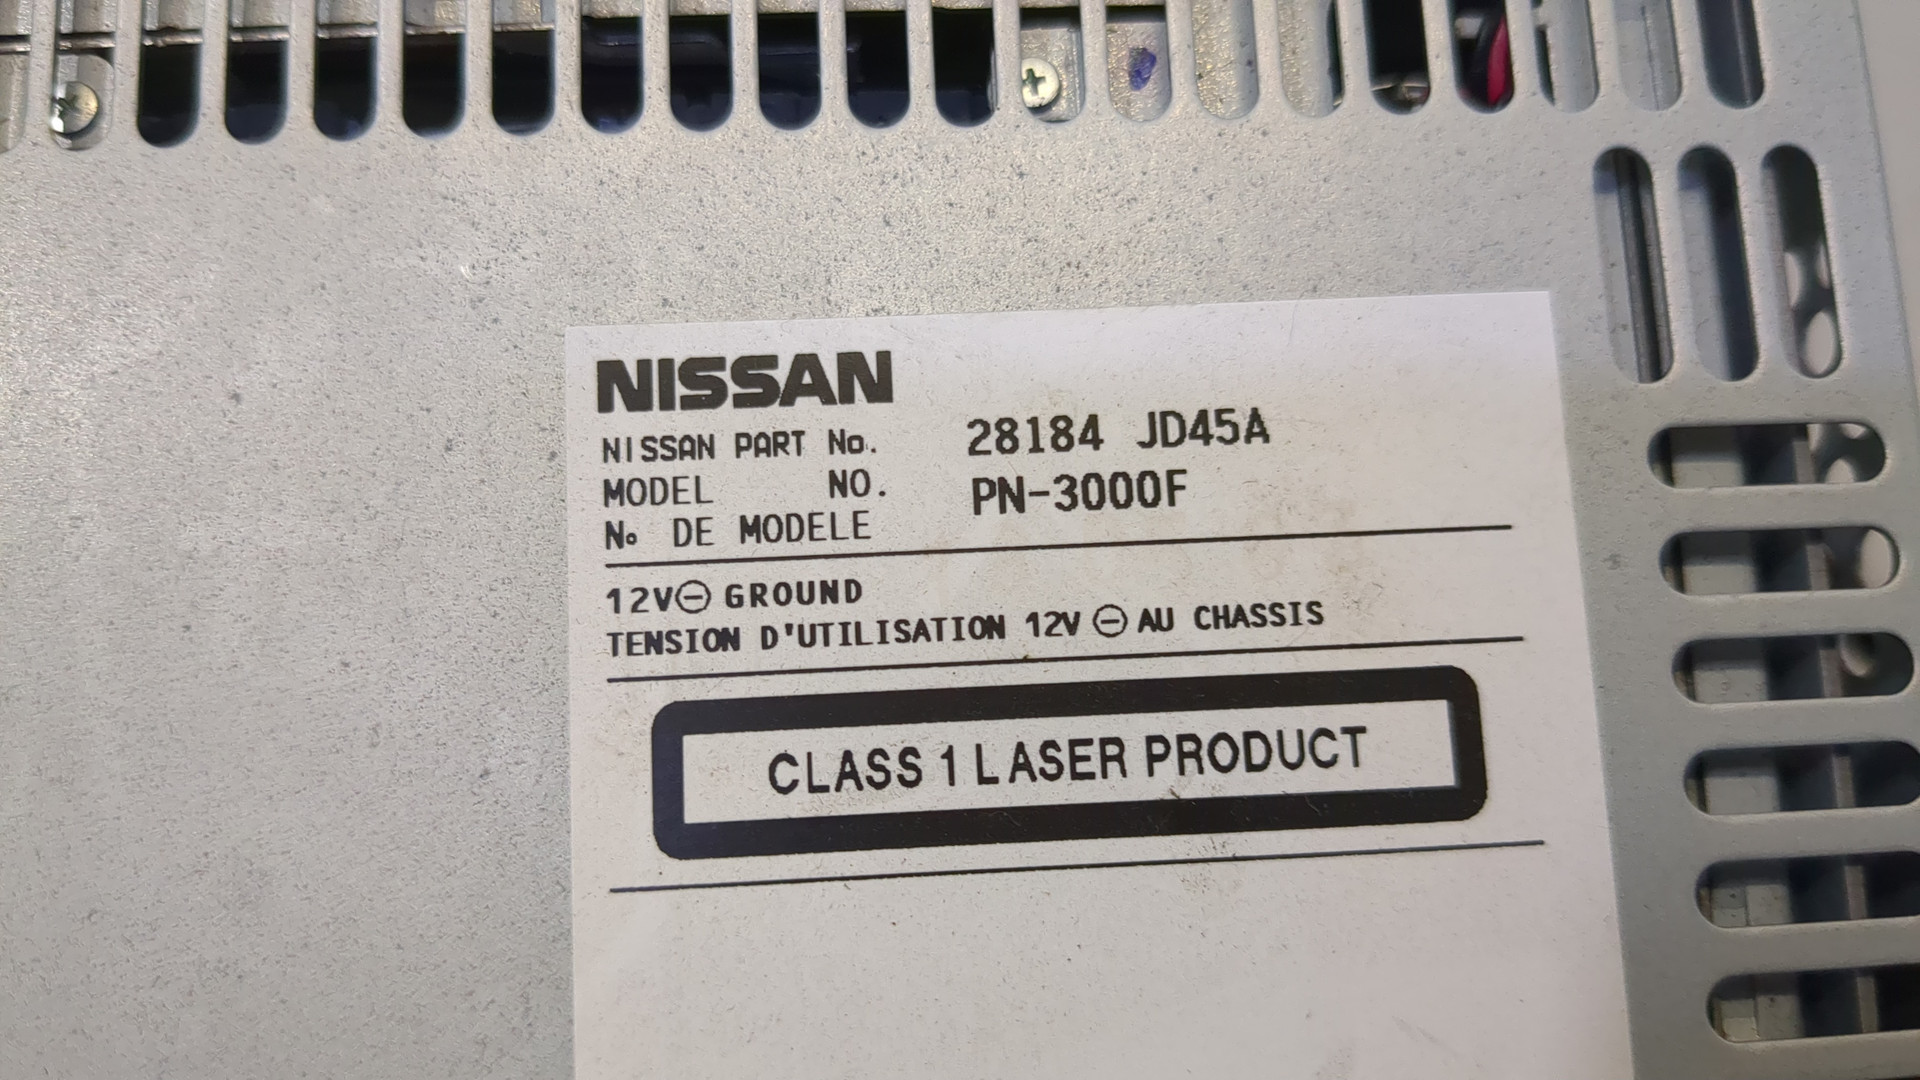 NISSAN
NISSAN PART No. 28184 JD45A
MODEL NO. PN-3000F
No DE MODELE
12V⊖ GROUND
TENSION D'UTILISATION 12V ⊖ AU CHASSIS
CLASS 1 LASER PRODUCT